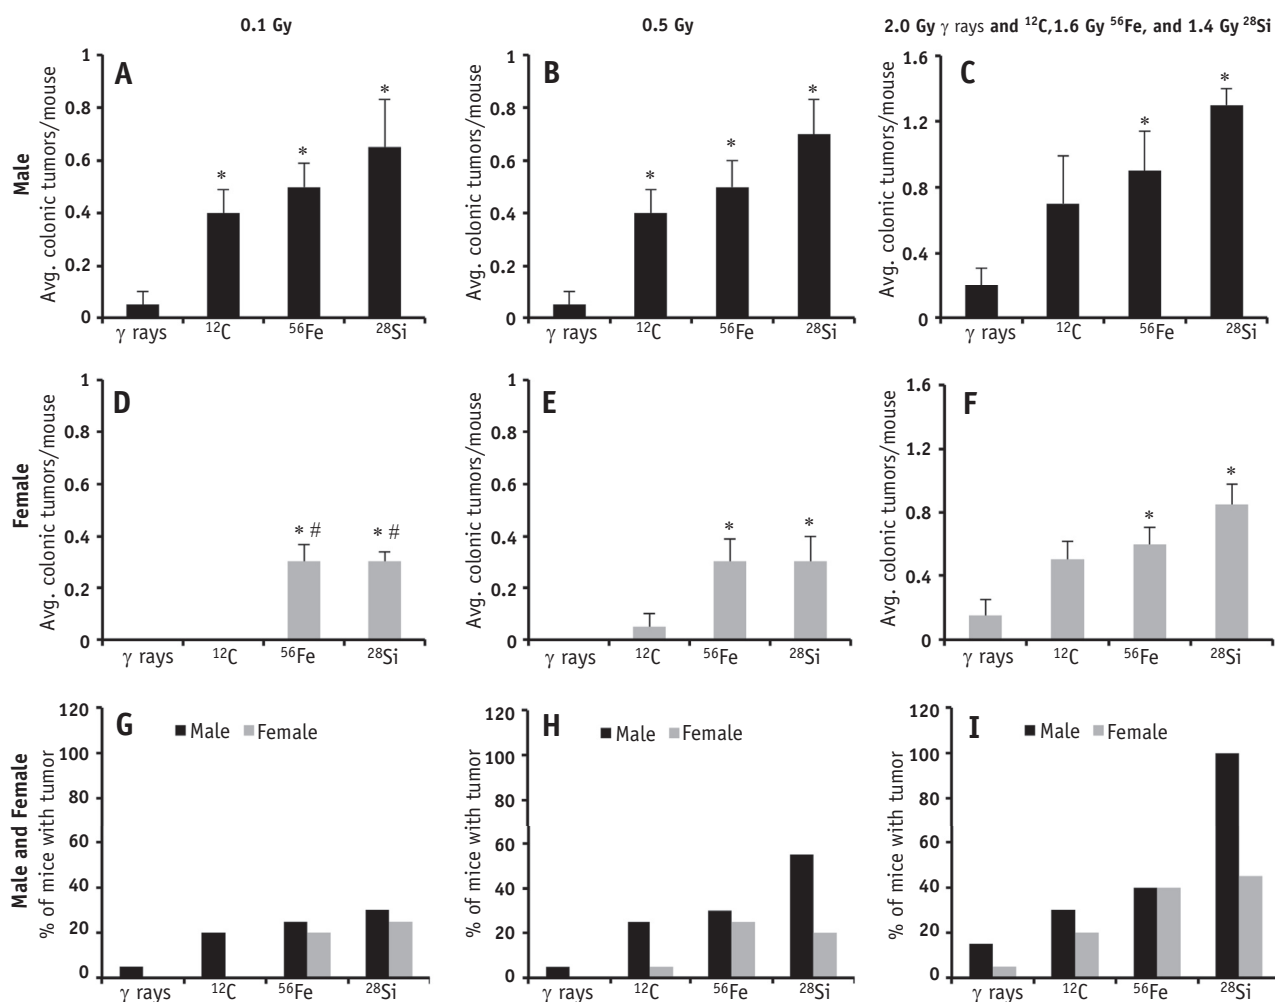 0.1 Gy
0.5 Gy
2.0 Gy γ rays and ¹²C,1.6 Gy ⁵⁶Fe, and 1.4 Gy ²⁸Si
Male
Avg. colonic tumors/mouse
A
1
0.8
0.6
0.4
0.2
0
*
*
*
γ rays
¹²C
⁵⁶Fe
²⁸Si
Avg. colonic tumors/mouse
B
1
0.8
0.6
0.4
0.2
0
*
*
*
γ rays
¹²C
⁵⁶Fe
²⁸Si
Avg. colonic tumors/mouse
C
1.6
1.2
0.8
0.4
0
*
*
γ rays
¹²C
⁵⁶Fe
²⁸Si
Female
Avg. colonic tumors/mouse
D
1
0.8
0.6
0.4
0.2
0
* #
* #
γ rays
¹²C
⁵⁶Fe
²⁸Si
Avg. colonic tumors/mouse
E
1
0.8
0.6
0.4
0.2
0
*
*
γ rays
¹²C
⁵⁶Fe
²⁸Si
Avg. colonic tumors/mouse
F
1.6
1.2
0.8
0.4
0
*
*
γ rays
¹²C
⁵⁶Fe
²⁸Si
Male and Female
% of mice with tumor
G
Male Female
120
100
80
60
40
20
0
γ rays
¹²C
⁵⁶Fe
²⁸Si
% of mice with tumor
H
Male Female
120
100
80
60
40
20
0
γ rays
¹²C
⁵⁶Fe
²⁸Si
% of mice with tumor
I
Male Female
120
100
80
60
40
20
0
γ rays
¹²C
⁵⁶Fe
²⁸Si